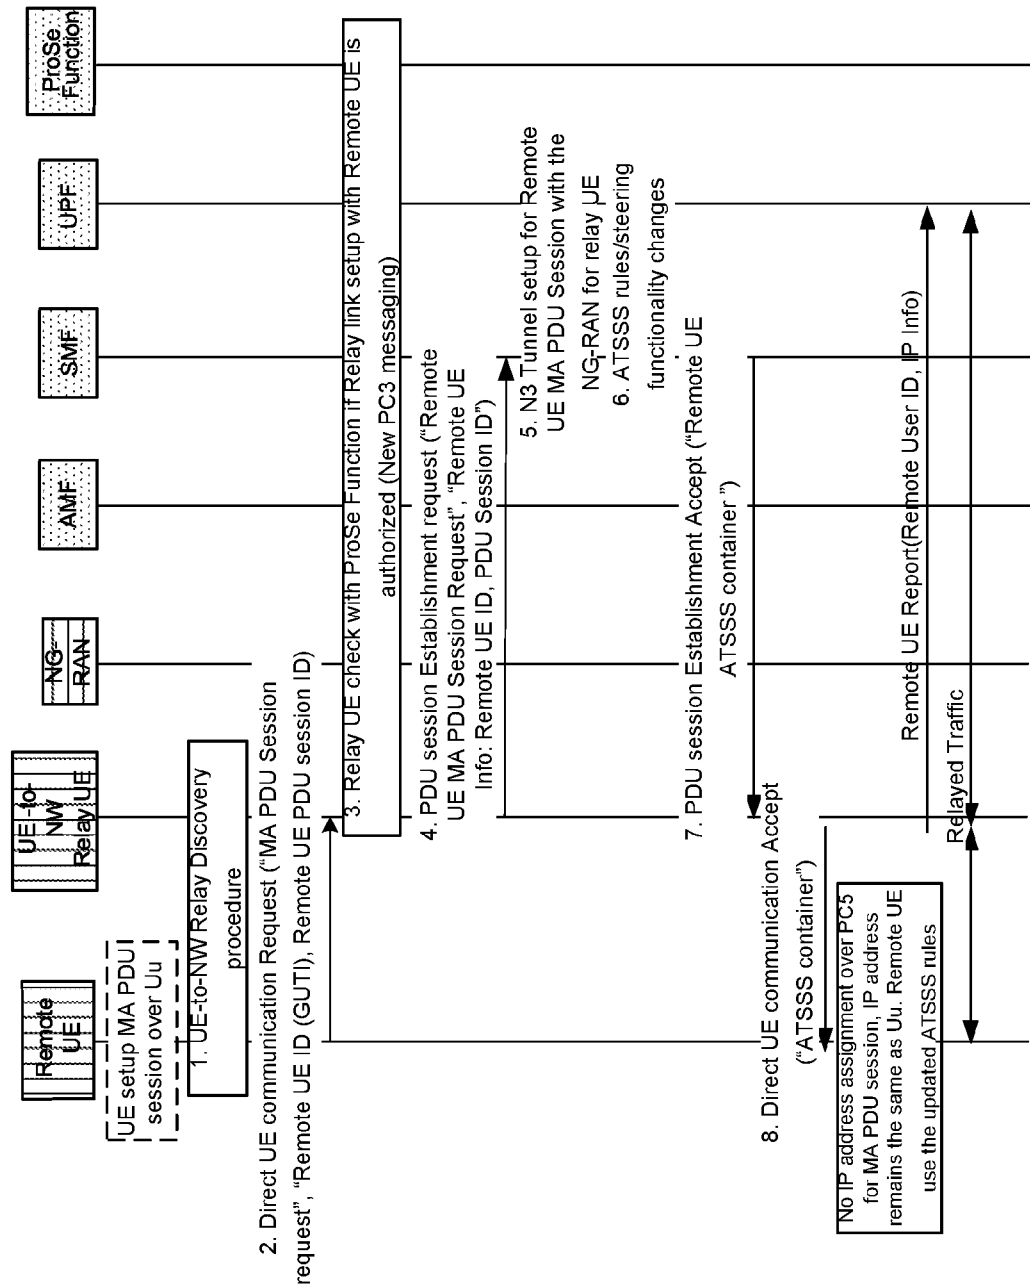 Remote
UE
UE-to-
NW
Relay UE
NG-
RAN
AMF
SMF
UPF
ProSe
Function
UE setup MA PDU
session over Uu
1. UE-to-NW Relay Discovery
procedure
2. Direct UE communication Request (“MA PDU Session
request”, “Remote UE ID (GUTI), Remote UE PDU session ID)
3. Relay UE check with ProSe Function if Relay link setup with Remote UE is
authorized (New PC3 messaging)
4. PDU session Establishment request (“Remote
UE MA PDU Session Request”, “Remote UE
Info: Remote UE ID, PDU Session ID”)
5. N3 Tunnel setup for Remote
UE MA PDU Session with the
NG-RAN for relay UE
6. ATSSS rules/steering
functionality changes
7. PDU session Establishment Accept (“Remote UE
ATSSS container ”)
8. Direct UE communication Accept
(“ATSSS container”)
No IP address assignment over PC5
for MA PDU session, IP address
remains the same as Uu. Remote UE
use the updated ATSSS rules
Remote UE Report(Remote User ID, IP Info)
Relayed Traffic